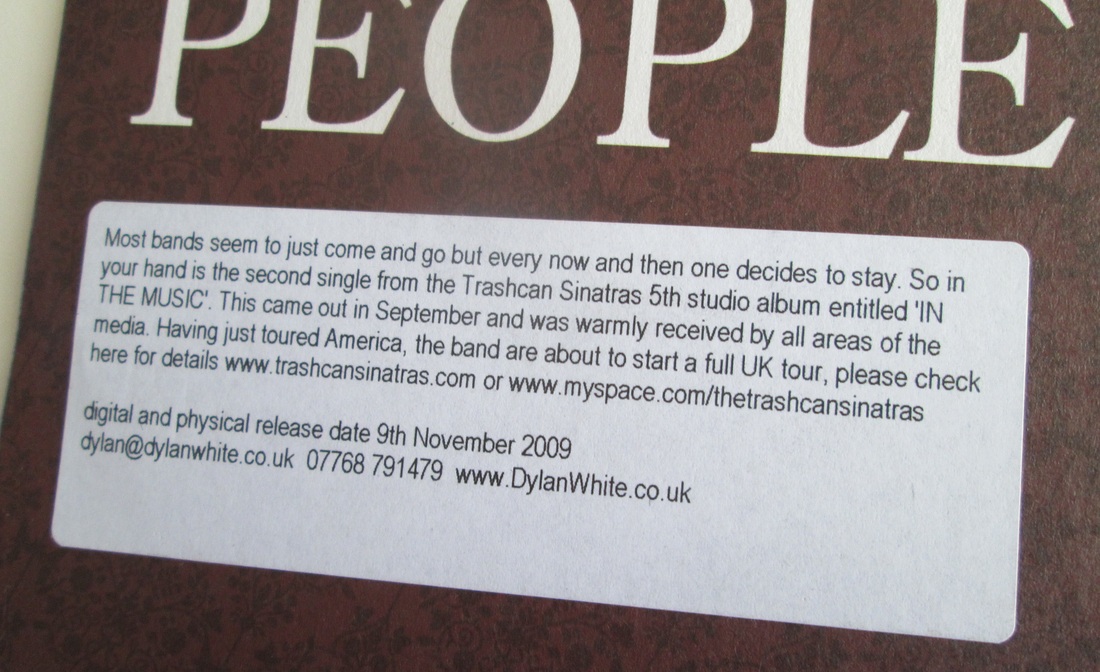 PEOPLE
Most bands seem to just come and go but every now and then one decides to stay. So in
your hand is the second single from the Trashcan Sinatras 5th studio album entitled 'IN
THE MUSIC'. This came out in September and was warmly received by all areas of the
media. Having just toured America, the band are about to start a full UK tour, please check
here for details www.trashcansinatras.com or www.myspace.com/thetrashcansinatras
digital and physical release date 9th November 2009
dylan@dylanwhite.co.uk 07768 791479 www.DylanWhite.co.uk